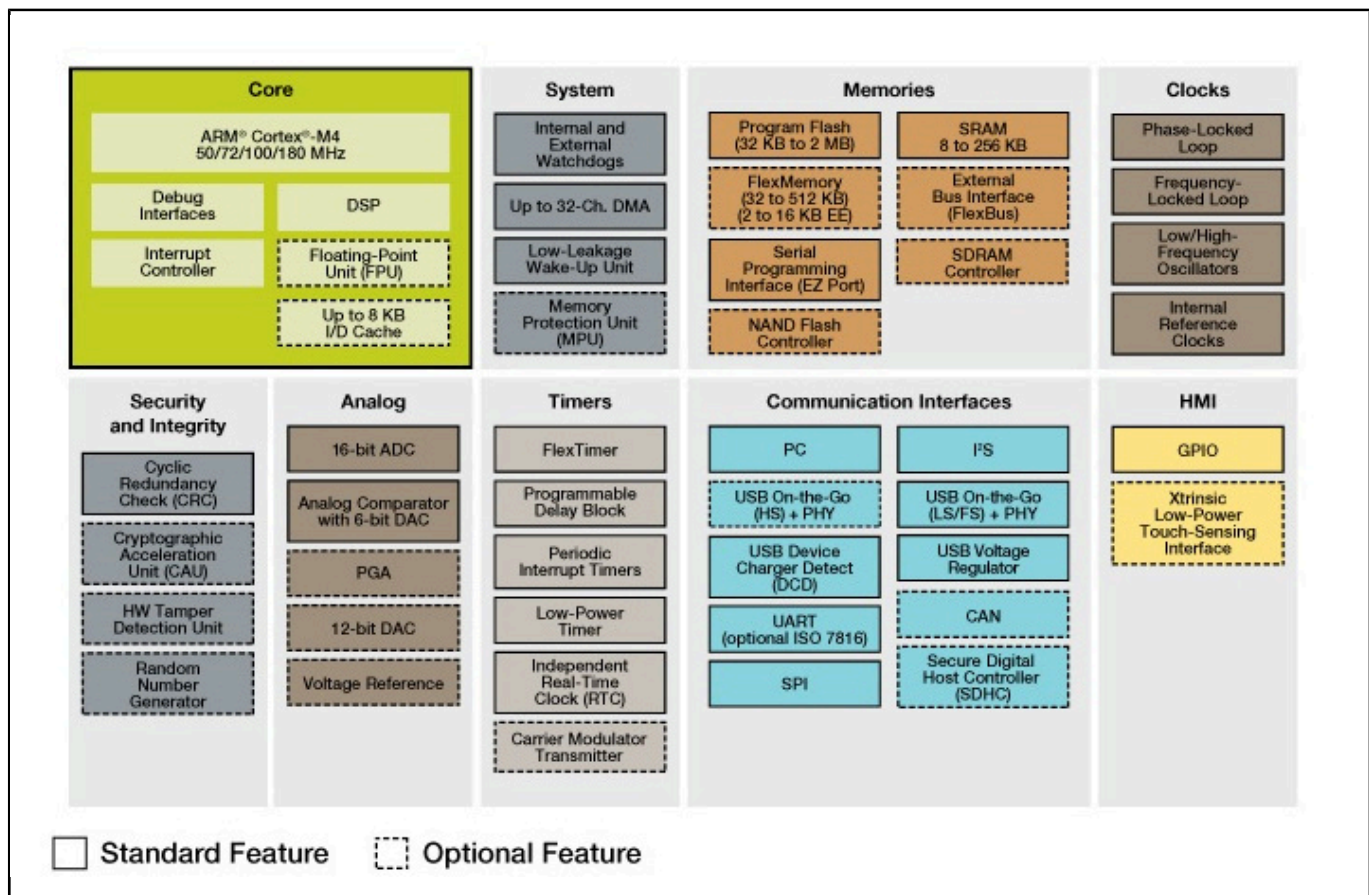 Core
ARM® Cortex®-M4
50/72/100/180 MHz
Debug
Interfaces
DSP
Interrupt
Controller
Floating-Point
Unit (FPU)
Up to 8 KB
I/D Cache
System
Internal and
External
Watchdogs
Up to 32-Ch. DMA
Low-Leakage
Wake-Up Unit
Memory
Protection Unit
(MPU)
Memories
Program Flash
(32 KB to 2 MB)
SRAM
8 to 256 KB
FlexMemory
(32 to 512 KB)
(2 to 16 KB EE)
External
Bus Interface
(FlexBus)
Serial
Programming
Interface (EZ Port)
SDRAM
Controller
NAND Flash
Controller
Clocks
Phase-Locked
Loop
Frequency-
Locked Loop
Low/High-
Frequency
Oscillators
Internal
Reference
Clocks
Security
and Integrity
Cyclic
Redundancy
Check (CRC)
Cryptographic
Acceleration
Unit (CAU)
HW Tamper
Detection Unit
Random
Number
Generator
Analog
16-bit ADC
Analog Comparator
with 6-bit DAC
PGA
12-bit DAC
Voltage Reference
Timers
FlexTimer
Programmable
Delay Block
Periodic
Interrupt Timers
Low-Power
Timer
Independent
Real-Time
Clock (RTC)
Carrier Modulator
Transmitter
Communication Interfaces
PC
I²S
USB On-the-Go
(HS) + PHY
USB On-the-Go
(LS/FS) + PHY
USB Device
Charger Detect
(DCD)
USB Voltage
Regulator
UART
(optional ISO 7816)
CAN
SPI
Secure Digital
Host Controller
(SDHC)
HMI
GPIO
Xtrinsic
Low-Power
Touch-Sensing
Interface
Standard Feature
Optional Feature